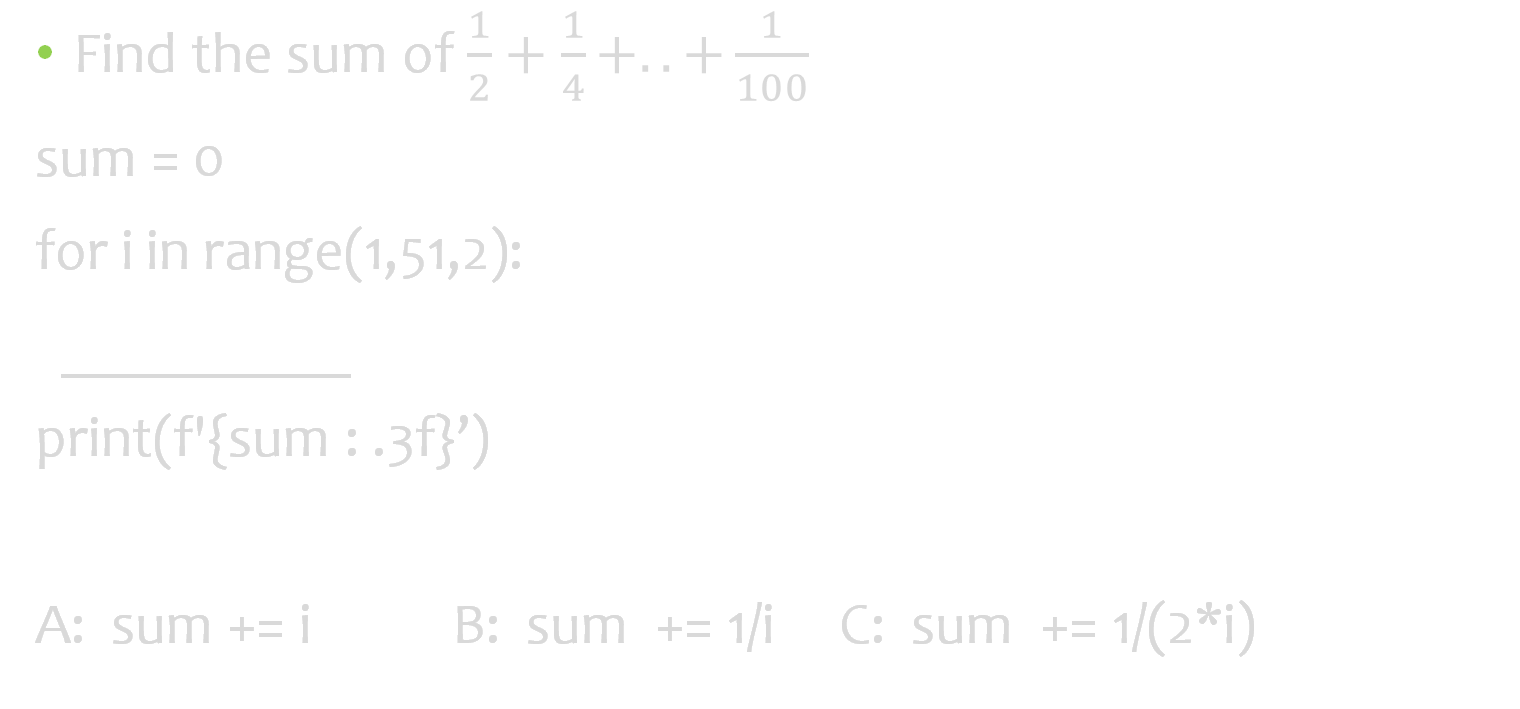 • Find the sum of 1/2 + 1/4 +. . + 1/100
sum = 0
for i in range(1,51,2):
____________
print(f'{sum : .3f}’)
A:  sum += i    B:  sum  += 1/i    C:  sum  += 1/(2*i)